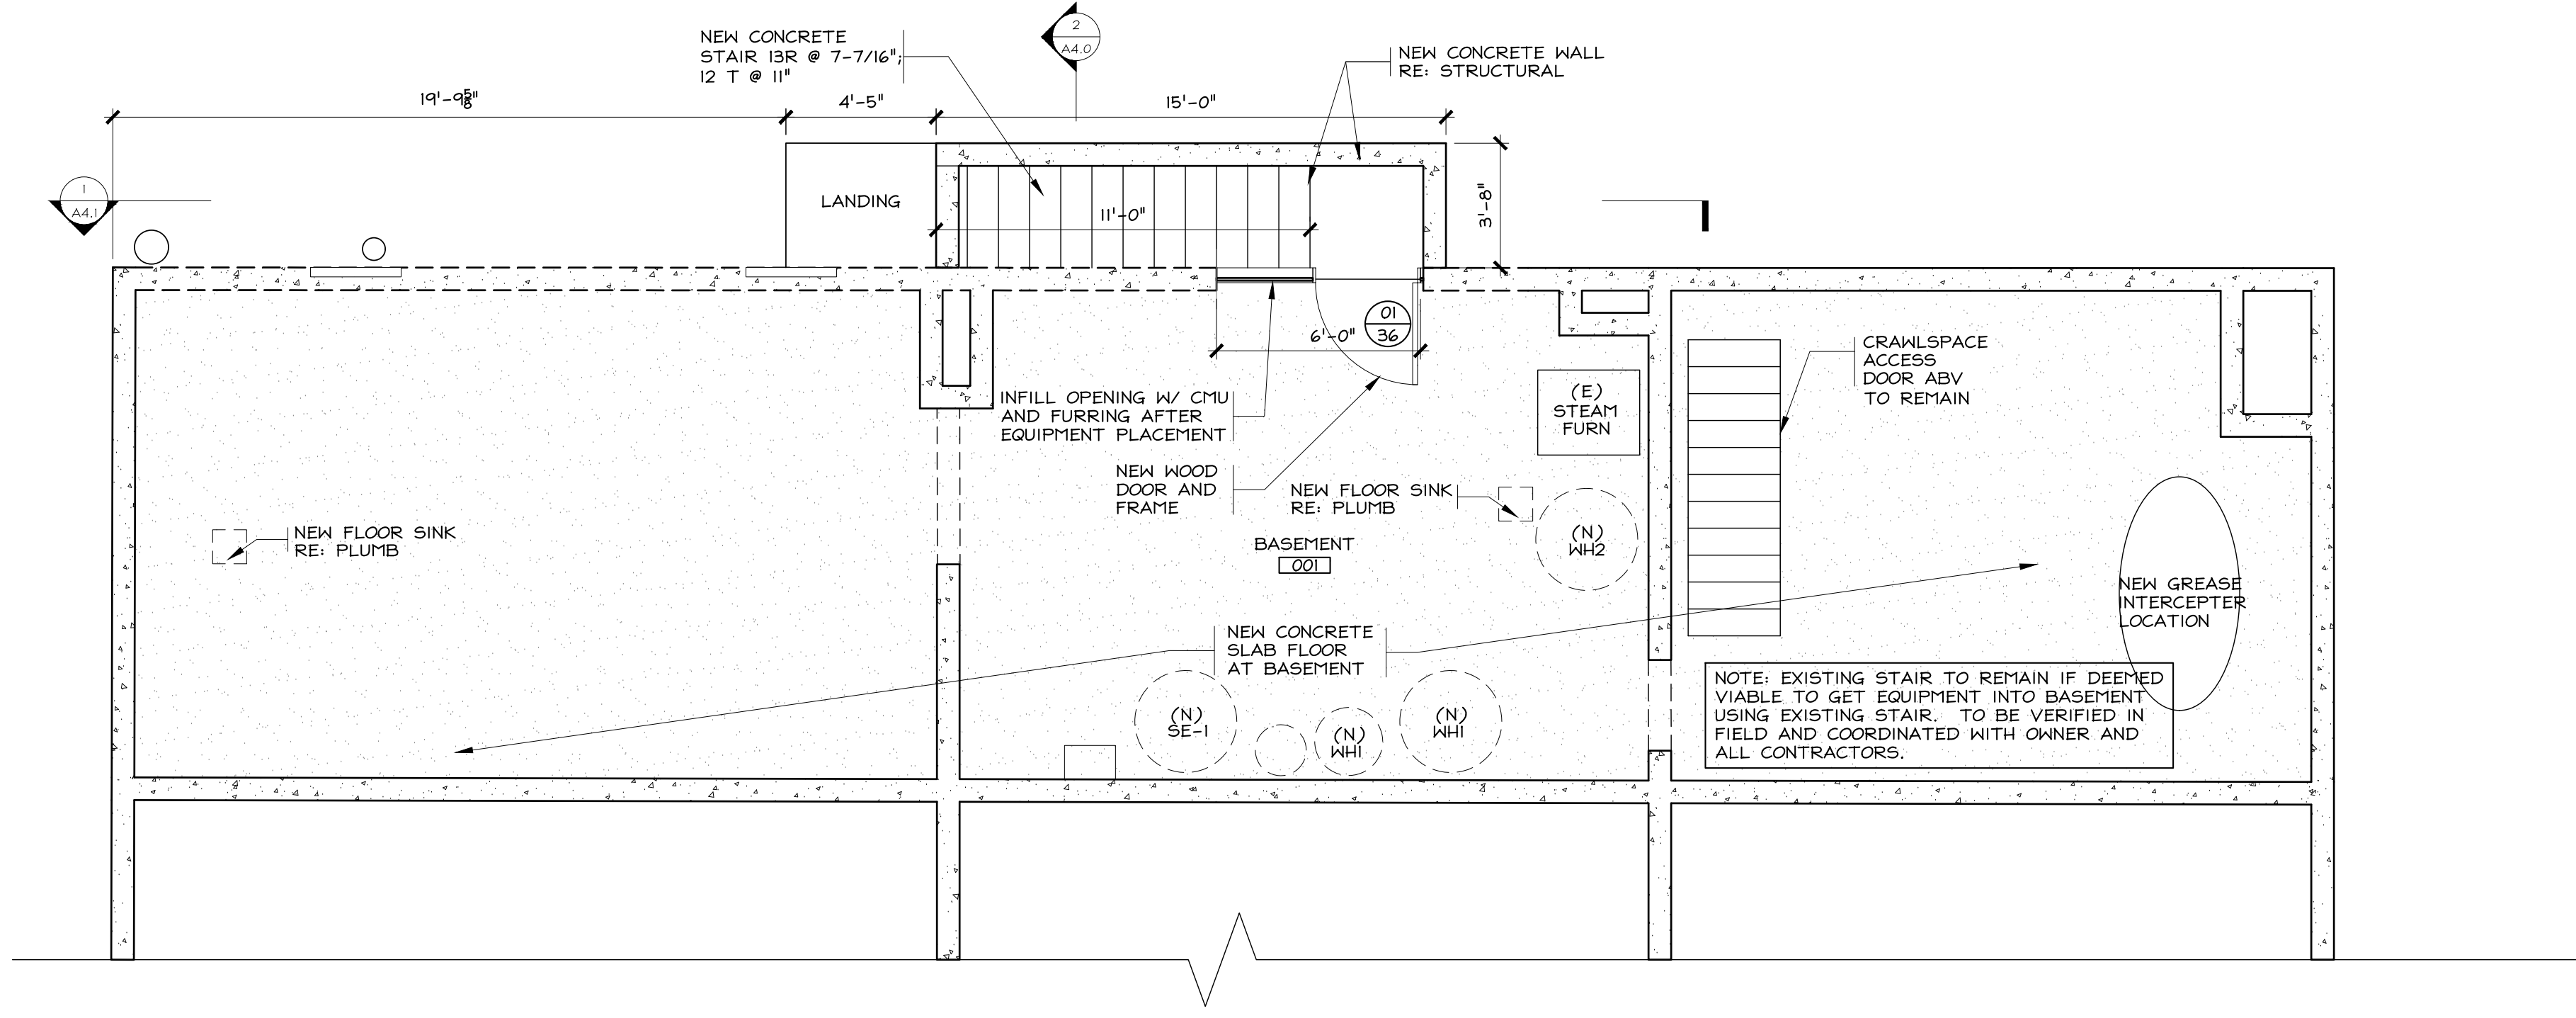 2
A4.0
NEW CONCRETE
STAIR 13R @ 7-7/16";
12 T @ 11"
NEW CONCRETE WALL
RE: STRUCTURAL
19'-9⅝"
4'-5"
15'-0"
1
A4.1
LANDING
11'-0"
3'-8"
01
36
6'-0"
CRAWLSPACE
ACCESS
DOOR ABV
TO REMAIN
INFILL OPENING W/ CMU
AND FURRING AFTER
EQUIPMENT PLACEMENT
(E)
STEAM
FURN
NEW WOOD
DOOR AND
FRAME
NEW FLOOR SINK
RE: PLUMB
(N)
WH2
NEW FLOOR SINK
RE: PLUMB
BASEMENT
001
NEW GREASE
INTERCEPTER
LOCATION
NEW CONCRETE
SLAB FLOOR
AT BASEMENT
NOTE: EXISTING STAIR TO REMAIN IF DEEMED
VIABLE TO GET EQUIPMENT INTO BASEMENT
USING EXISTING STAIR. TO BE VERIFIED IN
FIELD AND COORDINATED WITH OWNER AND
ALL CONTRACTORS.
(N)
SE-1
(N)
WH1
(N)
WH1